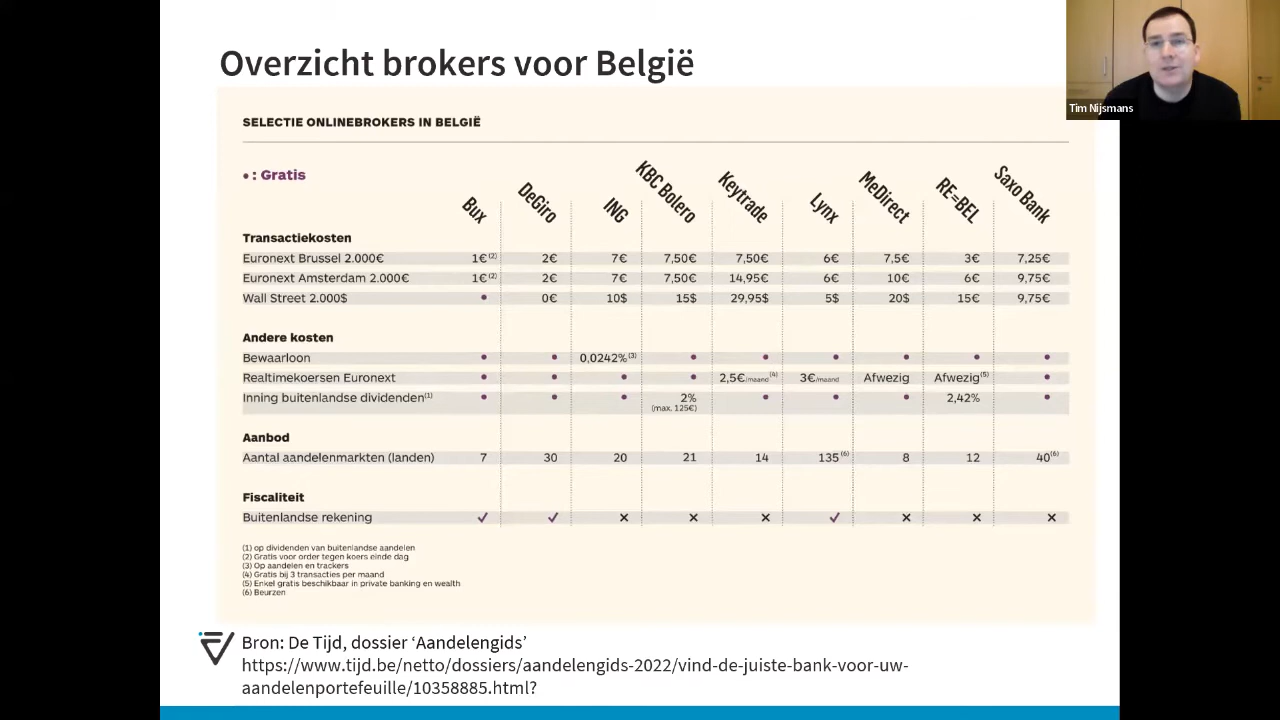 Overzicht brokers voor België
Tim Nijsmans
SELECTIE ONLINEBROKERS IN BELGIË
• : Gratis
Bux DeGiro ING KBC Bolero Keytrade Lynx MeDirect RE=BEL Saxo Bank
Transactiekosten
Euronext Brussel 2.000€ 1€(2) 2€ 7€ 7,50€ 7,50€ 6€ 7,5€ 3€ 7,25€
Euronext Amsterdam 2.000€ 1€(2) 2€ 7€ 7,50€ 14,95€ 6€ 10€ 6€ 9,75€
Wall Street 2.000$ • 0€ 10$ 15$ 29,95$ 5$ 20$ 15€ 9,75€
Andere kosten
Bewaarloon • • 0,0242%(3) • • • • • •
Realtimekoersen Euronext • • • • 2,5€/maand(4) 3€/maand Afwezig Afwezig(5) •
Inning buitenlandse dividenden(1) • • • 2% • • • 2,42% •
(max. 125€)
Aanbod
Aantal aandelenmarkten (landen) 7 30 20 21 14 135(6) 8 12 40(6)
Fiscaliteit
Buitenlandse rekening ✓ ✓ × × × ✓ × × ×
(1) op dividenden van buitenlandse aandelen
(2) Gratis voor order tegen koers einde dag
(3) Op aandelen en trackers
(4) Gratis bij 3 transacties per maand
(5) Enkel gratis beschikbaar in private banking en wealth
(6) Beurzen
Bron: De Tijd, dossier ‘Aandelengids’
https://www.tijd.be/netto/dossiers/aandelengids-2022/vind-de-juiste-bank-voor-uw-
aandelenportefeuille/10358885.html?